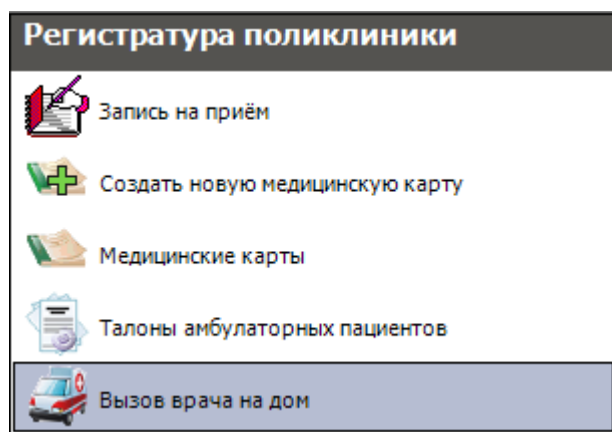 Регистратура поликлиники
Запись на приём
Создать новую медицинскую карту
Медицинские карты
Талоны амбулаторных пациентов
Вызов врача на дом